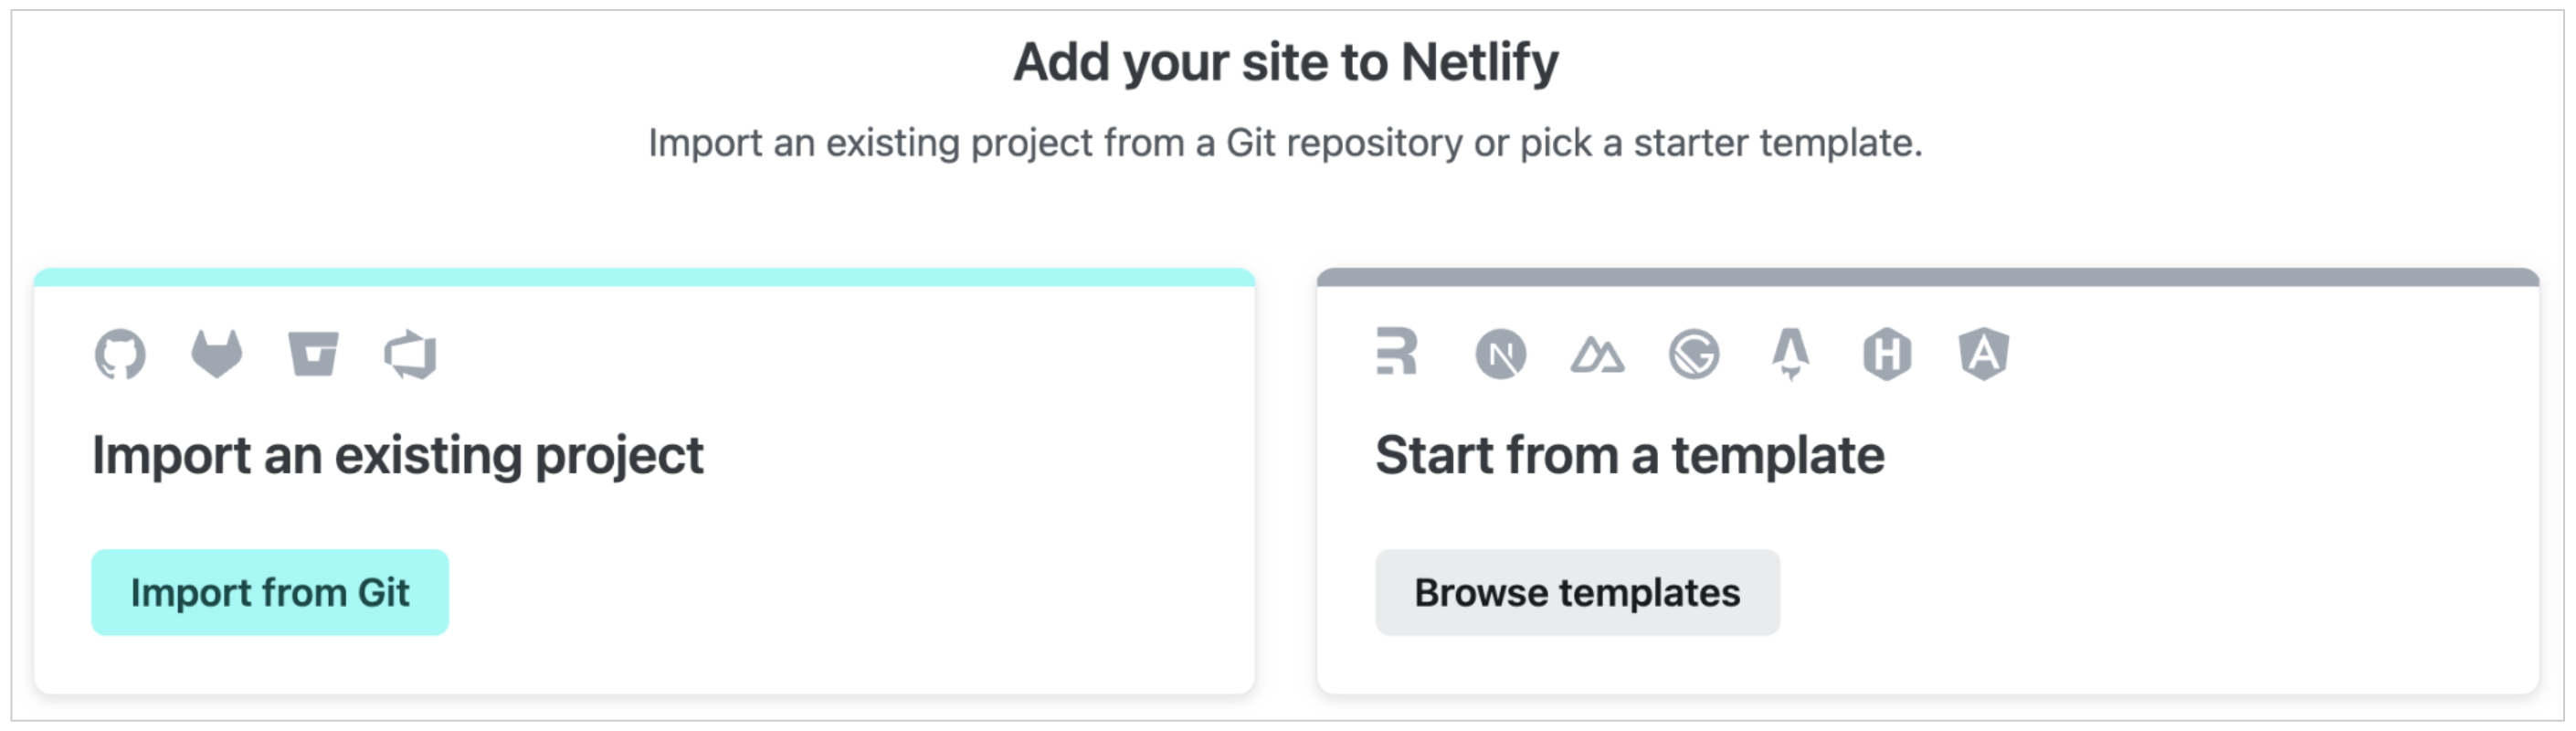 Add your site to Netlify
Import an existing project from a Git repository or pick a starter template.
Import an existing project
Import from Git
Start from a template
Browse templates